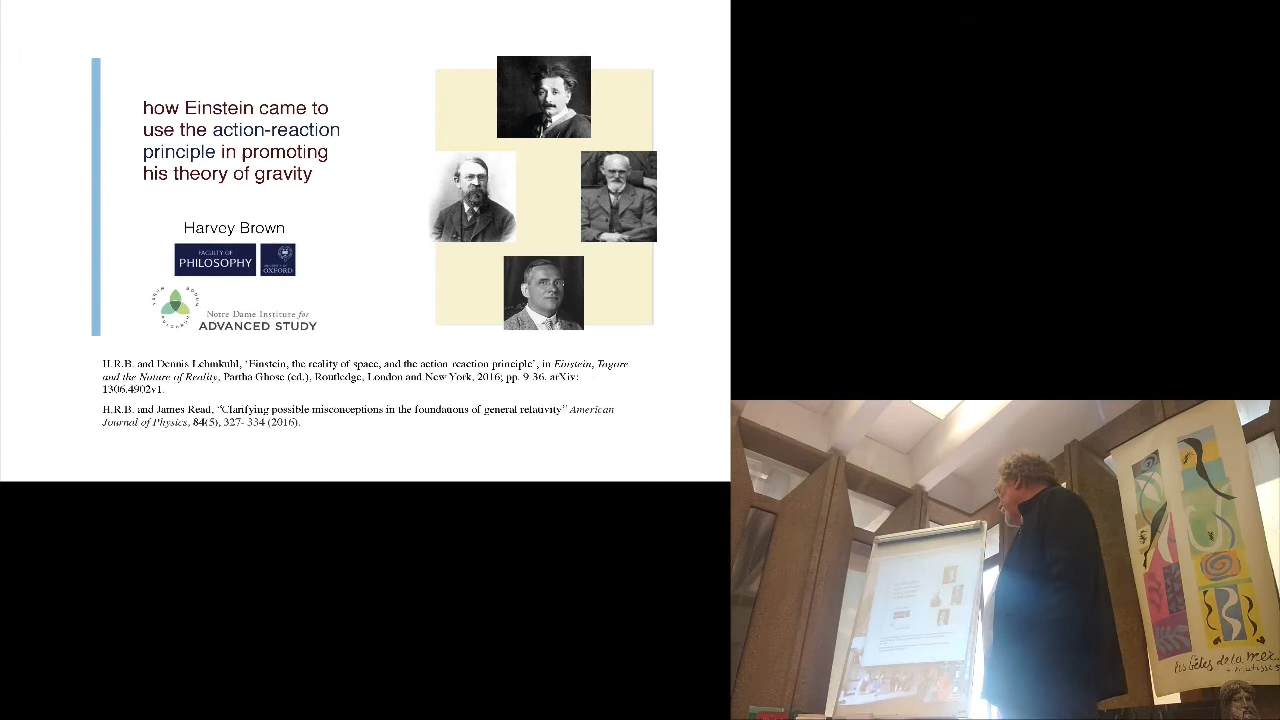 how Einstein came to
use the action-reaction
principle in promoting
his theory of gravity
Harvey Brown
FACULTY OF
PHILOSOPHY
UNIVERSITY OF
OXFORD
Notre Dame Institute for
ADVANCED STUDY
H.R.B. and Dennis Lehmkuhl, 'Einstein, the reality of space, and the action-reaction principle', in Einstein, Tagore
and the Nature of Reality, Partha Ghose (ed.), Routledge, London and New York, 2016; pp. 9-36. arXiv:
1306.4902v1.
H.R.B. and James Read, "Clarifying possible misconceptions in the foundations of general relativity" American
Journal of Physics, 84(5), 327- 334 (2016).
les bêtes de la mer...